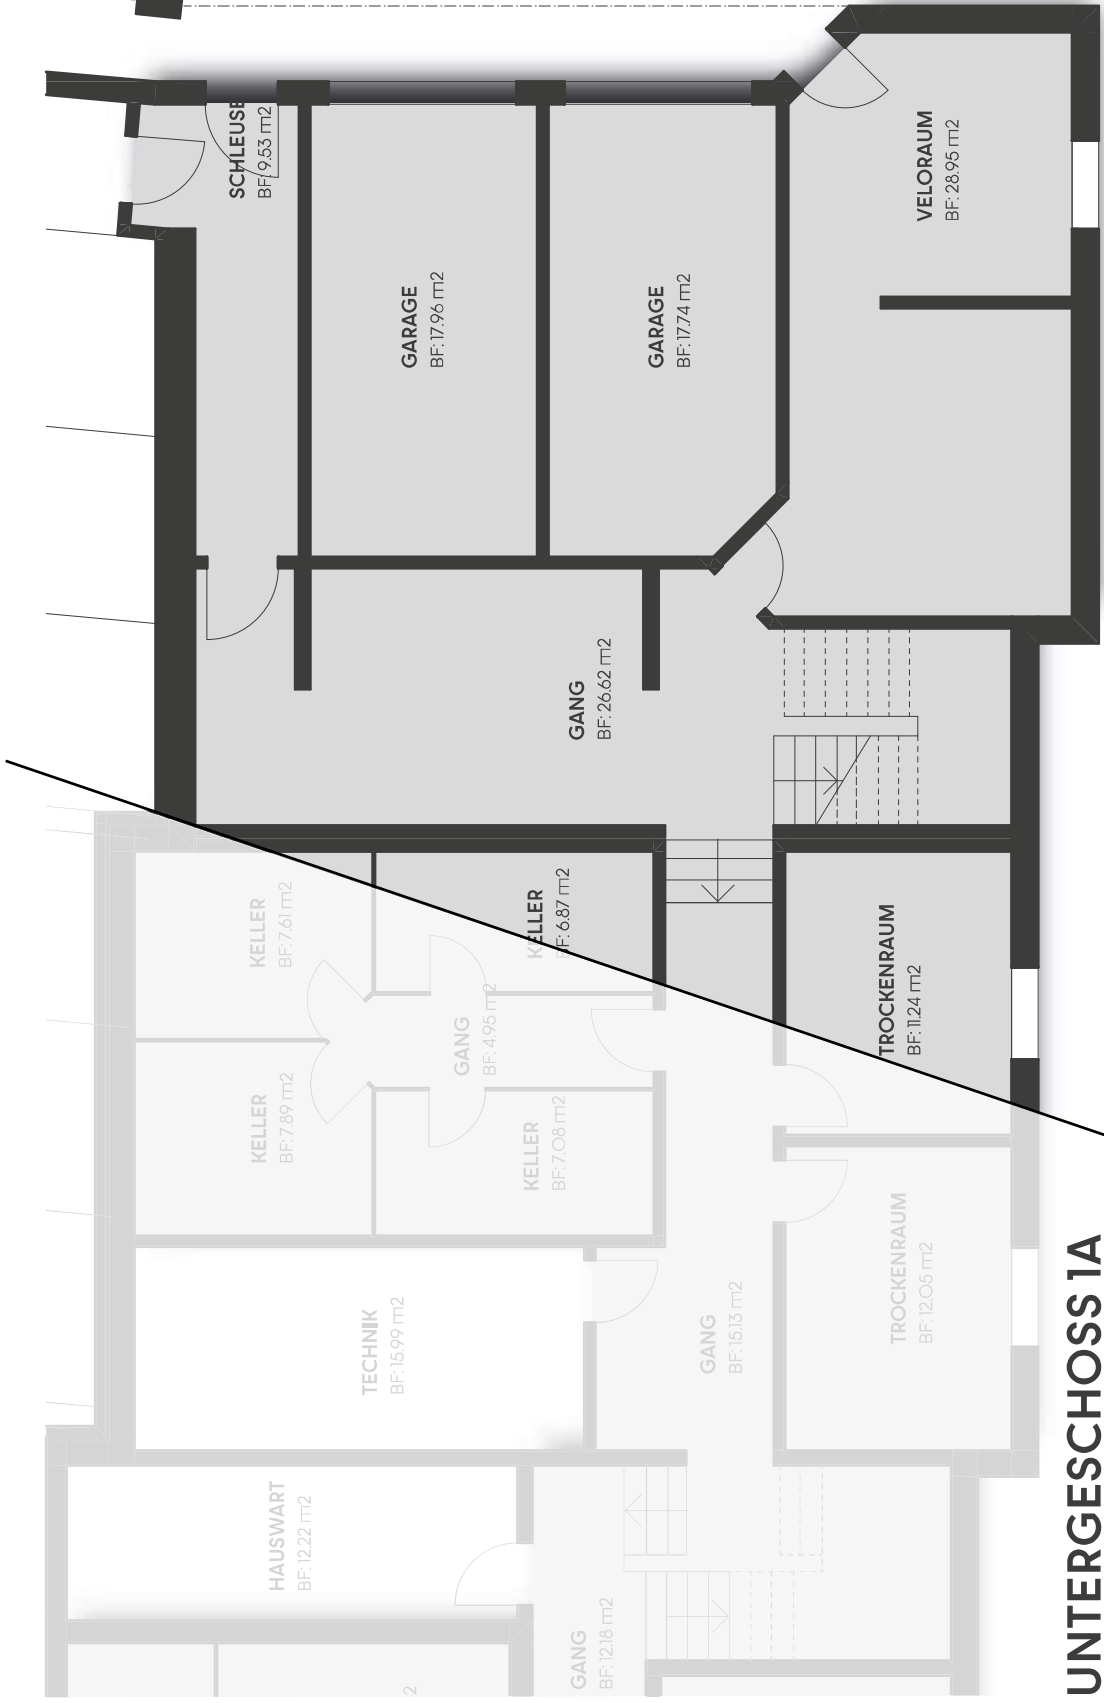 SCHLEUSE
BF: 9.53 m2
GARAGE
BF: 17.96 m2
GARAGE
BF: 17.74 m2
VELORAUM
BF: 28.95 m2
GANG
BF: 26.62 m2
KELLER
BF: 7.61 m2
KELLER
BF: 6.87 m2
TROCKENRAUM
BF: 11.24 m2
GANG
BF: 4.95 m2
KELLER
BF: 7.89 m2
KELLER
BF: 7.08 m2
TECHNIK
BF: 15.99 m2
GANG
BF: 15.13 m2
TROCKENRAUM
BF: 12.05 m2
HAUSWART
BF: 12.22 m2
GANG
BF: 12.18 m2
2
UNTERGESCHOSS 1A